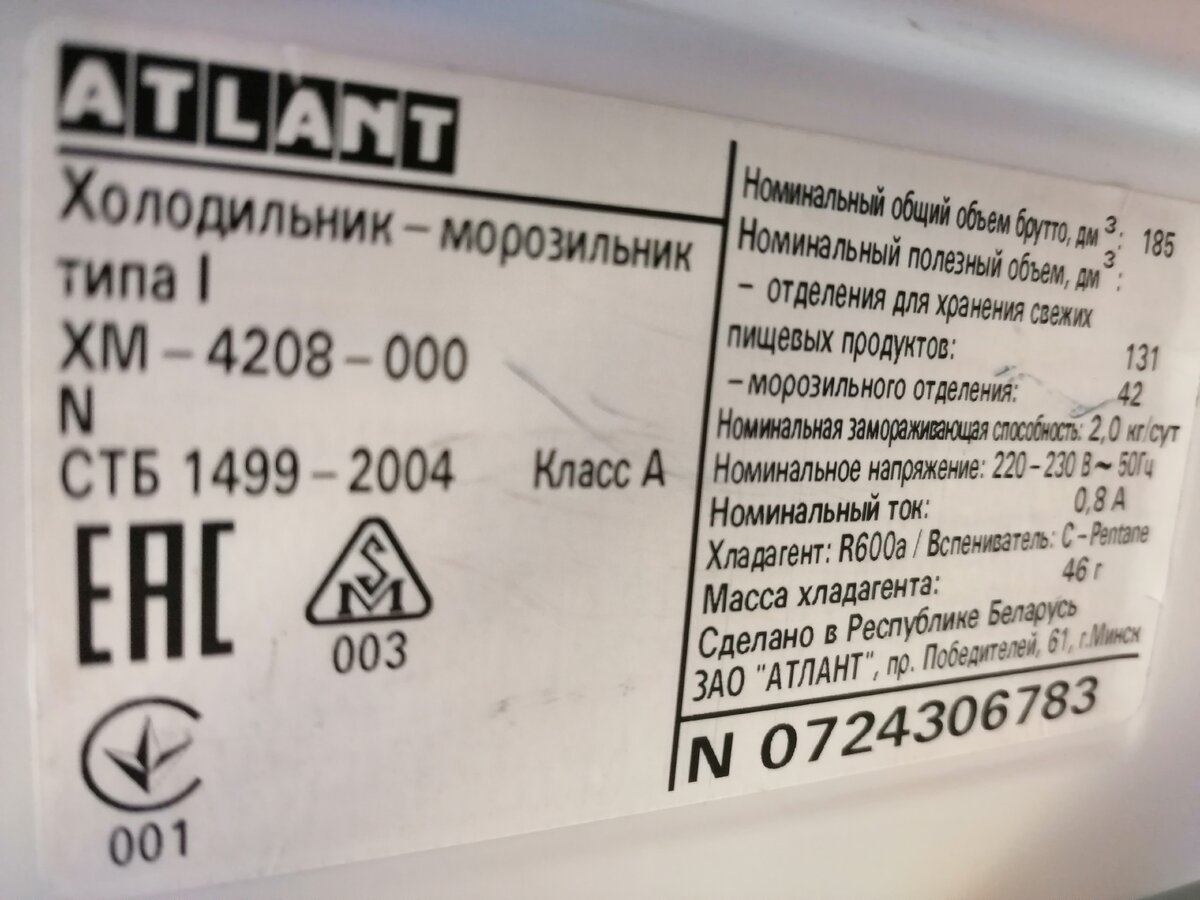 ATLANT
Холодильник – морозильник
типа I
ХМ – 4208 – 000
N
СТБ 1499 – 2004 Класс А
ЕАС
SM
003
001
Номинальный общий объем брутто, дм³: 185
Номинальный полезный объем, дм³:
– отделения для хранения свежих
пищевых продуктов: 131
– морозильного отделения: 42
Номинальная замораживающая способность: 2,0 кг/сут
Номинальное напряжение: 220 – 230 В ~ 50Гц
Номинальный ток: 0,8 А
Хладагент: R600a / Вспениватель: C – Pentane
Масса хладагента: 46 г
Сделано в Республике Беларусь
ЗАО "АТЛАНТ", пр. Победителей, 61, г.Минск
N 0724306783